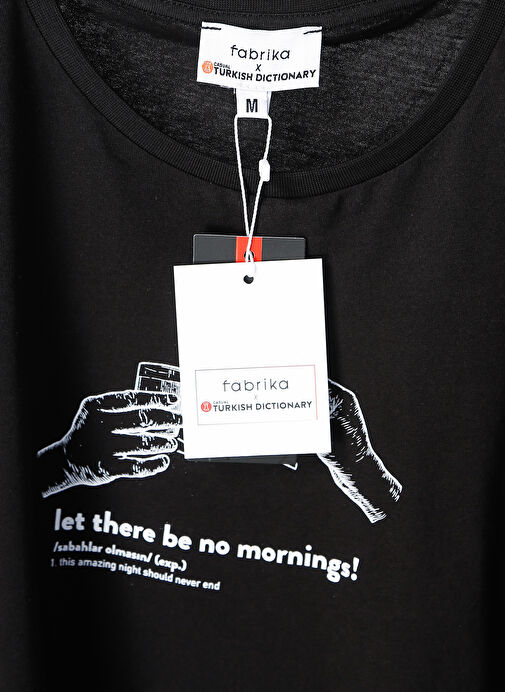 fabrika
x
CASUAL
TURKISH DICTIONARY
M
fabrika
x
CASUAL
TURKISH DICTIONARY
let there be no mornings!
/sabahlar olmasın/ (exp.)
1. this amazing night should never end